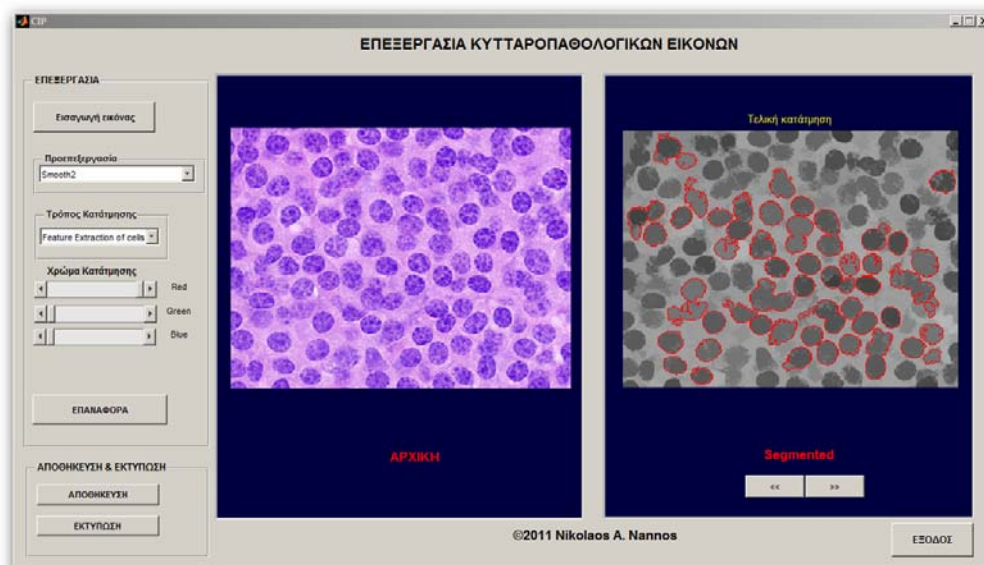 CIP
ΕΠΕΞΕΡΓΑΣΙΑ ΚΥΤΤΑΡΟΠΑΘΟΛΟΓΙΚΩΝ ΕΙΚΟΝΩΝ
ΕΠΕΞΕΡΓΑΣΙΑ
Εισαγωγή εικόνας
Προεπεξεργασία
Smooth2
Τρόπος Κατάτμησης
Feature Extraction of cells
Χρώμα Κατάτμησης
Red
Green
Blue
ΕΠΑΝΑΦΟΡΑ
ΑΠΟΘΗΚΕΥΣΗ & ΕΚΤΥΠΩΣΗ
ΑΠΟΘΗΚΕΥΣΗ
ΕΚΤΥΠΩΣΗ
ΑΡΧΙΚΗ
Τελική κατάτμηση
Segmented
<< >>
©2011 Nikolaos A. Nannos
ΕΞΟΔΟΣ